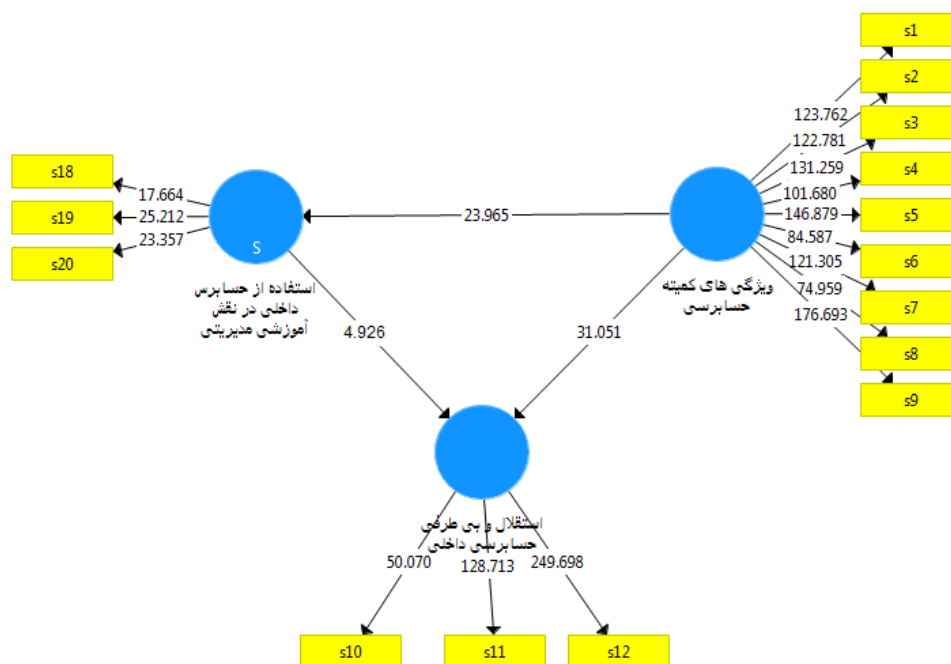 s1
s2
123.762
s3
122.781
131.259
s18
s4
17.664
101.680
s19
25.212
23.965
146.879
s5
23.357
84.587
s20
S
s6
121.305
استفاده از حسابرس
داخلی در نقش
آموزشی مدیریتی
ویژگی های کمیته
حسابرسی
74.959
176.693
s7
4.926
31.051
s8
s9
استقلال و بی طرفی
حسابرسی داخلی
50.070
128.713
249.698
s10
s11
s12